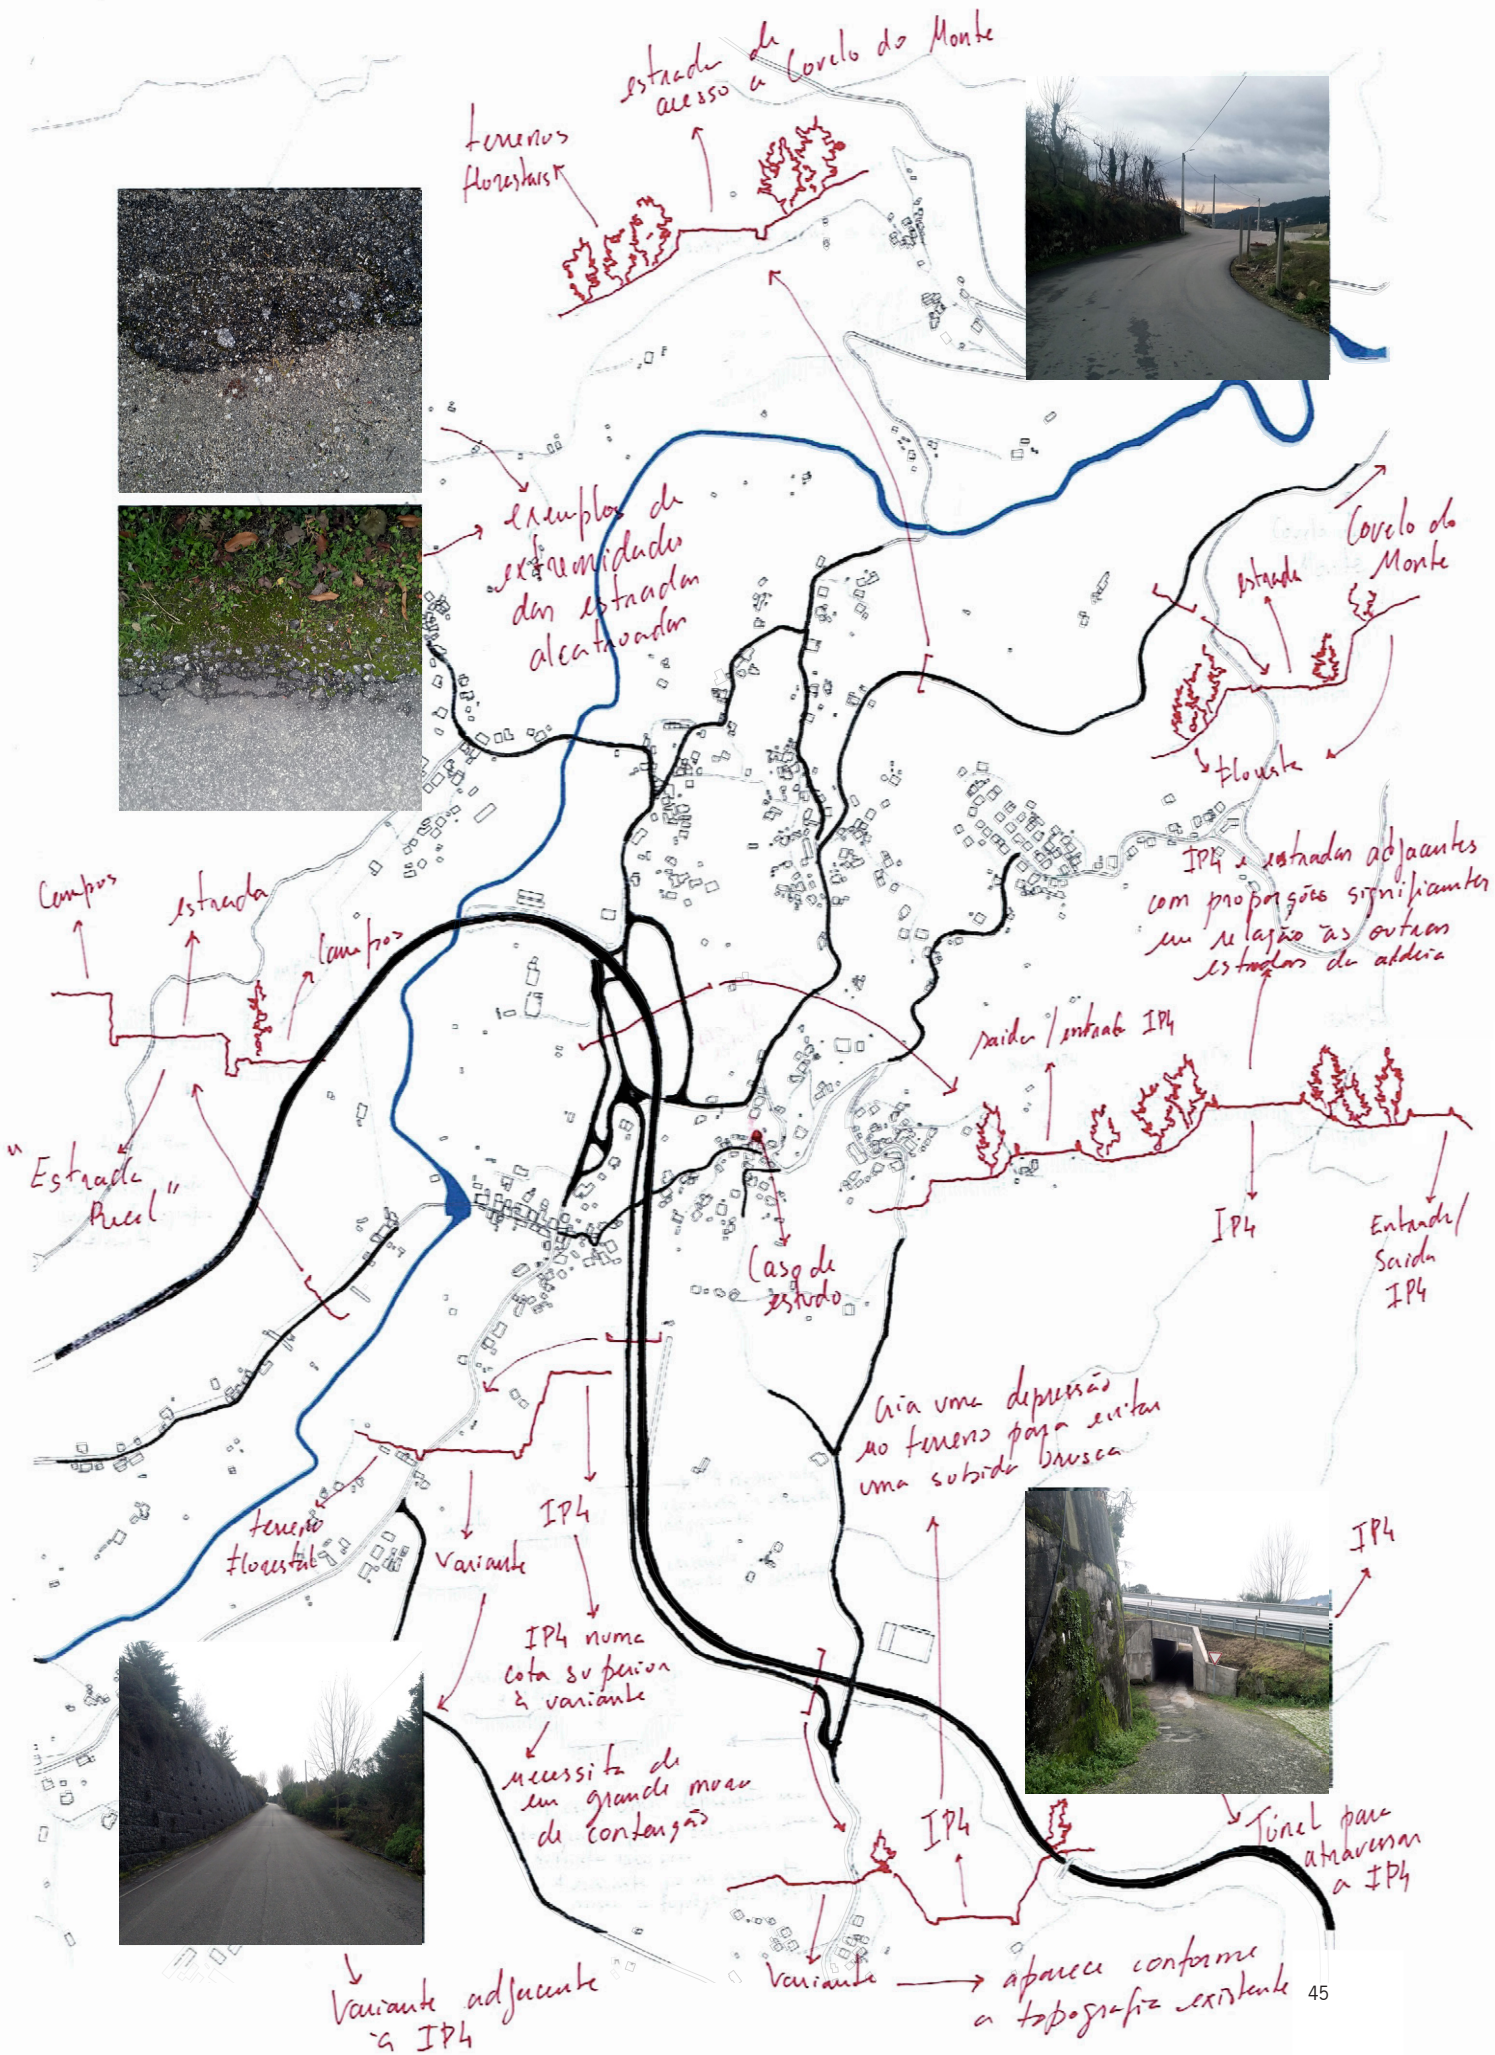 estrada de
acesso a Covelo do Monte
terrenos
florestais
exemplos de
extremidades
das estradas
alcatroadas
Covelo do
Monte
estrada
floresta
IP4 e estradas adjacentes
com proporções significantes
em relação às outras
estradas da aldeia
Campos
estrada
Campos
"Estrada
Real"
saida/entrada IP4
IP4
Entrada/
Saida
IP4
Caso de
estudo
Cria uma depressão
no terreno para evitar
uma subida brusca
terreno
florestal
Variante
IP4
IP4 numa
cota superior
à variante
necessita de
um grande muro
de contenção
IP4
Túnel para
atravessar
a IP4
IP4
Variante
aparece conforme
a topografia existente
Variante adjacente
à IP4
45